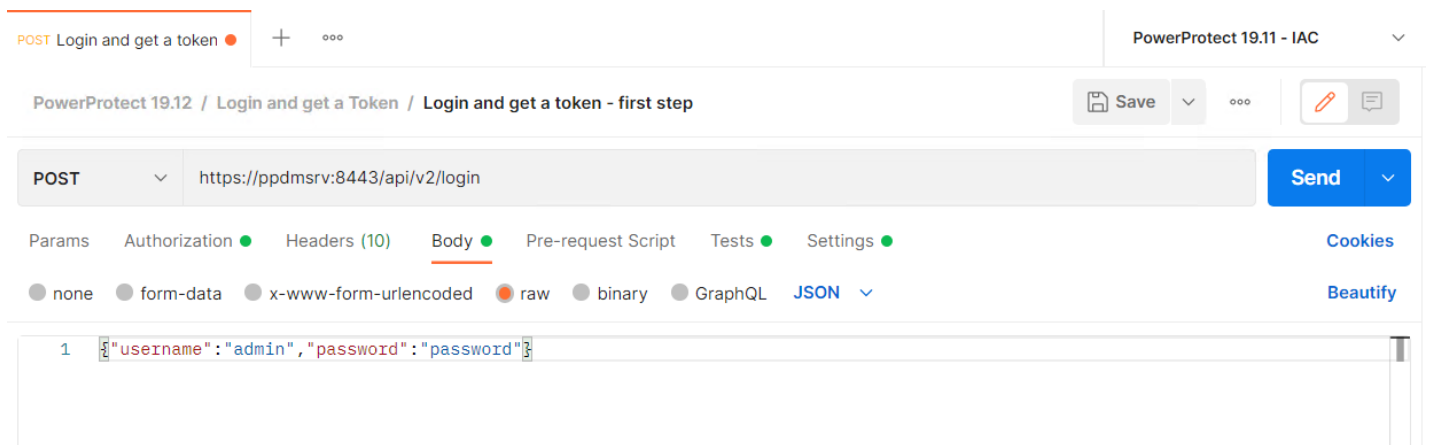 POST Login and get a token
PowerProtect 19.11 - IAC
PowerProtect 19.12 / Login and get a Token / Login and get a token - first step
Save
POST https://ppdmsrv:8443/api/v2/login Send
Params Authorization Headers (10) Body Pre-request Script Tests Settings Cookies
none form-data x-www-form-urlencoded raw binary GraphQL JSON Beautify
1 {"username":"admin","password":"password"}